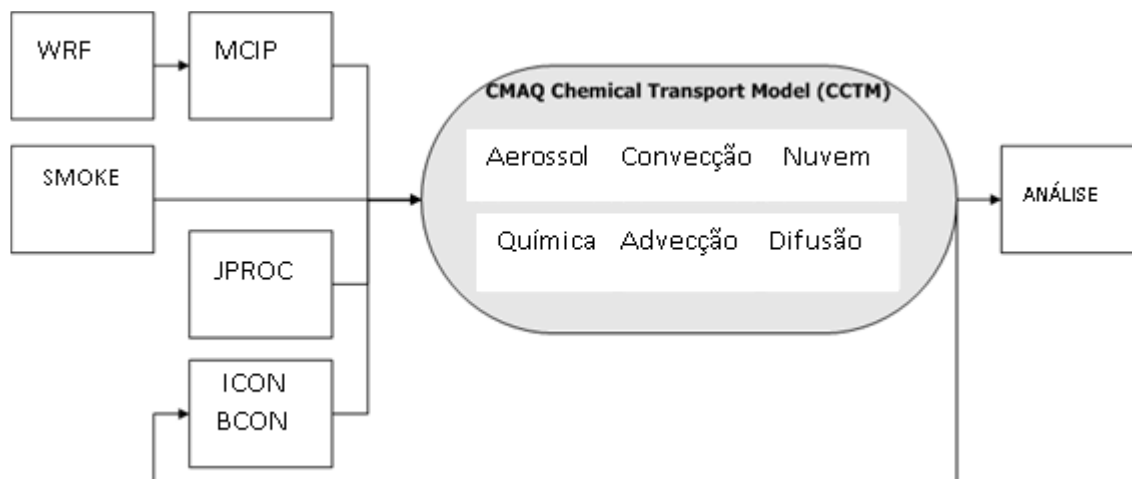 WRF
MCIP
CMAQ Chemical Transport Model (CCTM)
Aerossol Convecção Nuvem
SMOKE
ANÁLISE
Química Advecção Difusão
JPROC
ICON
BCON